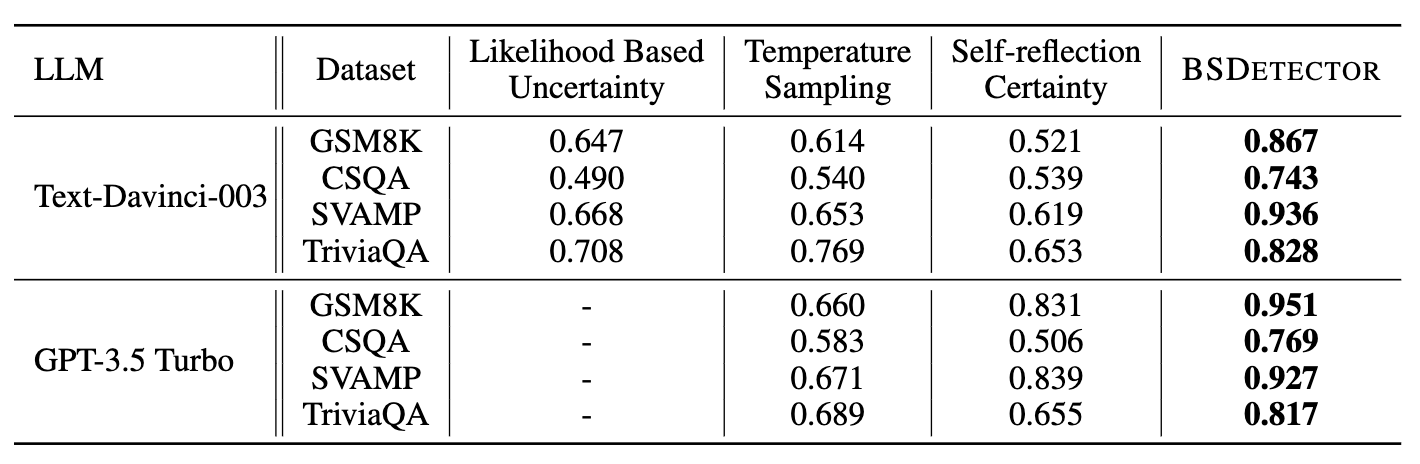 LLM Dataset Likelihood Based Uncertainty Temperature Sampling Self-reflection Certainty BSDETECTOR
Text-Davinci-003
GSM8K 0.647 0.614 0.521 0.867
CSQA 0.490 0.540 0.539 0.743
SVAMP 0.668 0.653 0.619 0.936
TriviaQA 0.708 0.769 0.653 0.828
GPT-3.5 Turbo
GSM8K - 0.660 0.831 0.951
CSQA - 0.583 0.506 0.769
SVAMP - 0.671 0.839 0.927
TriviaQA - 0.689 0.655 0.817